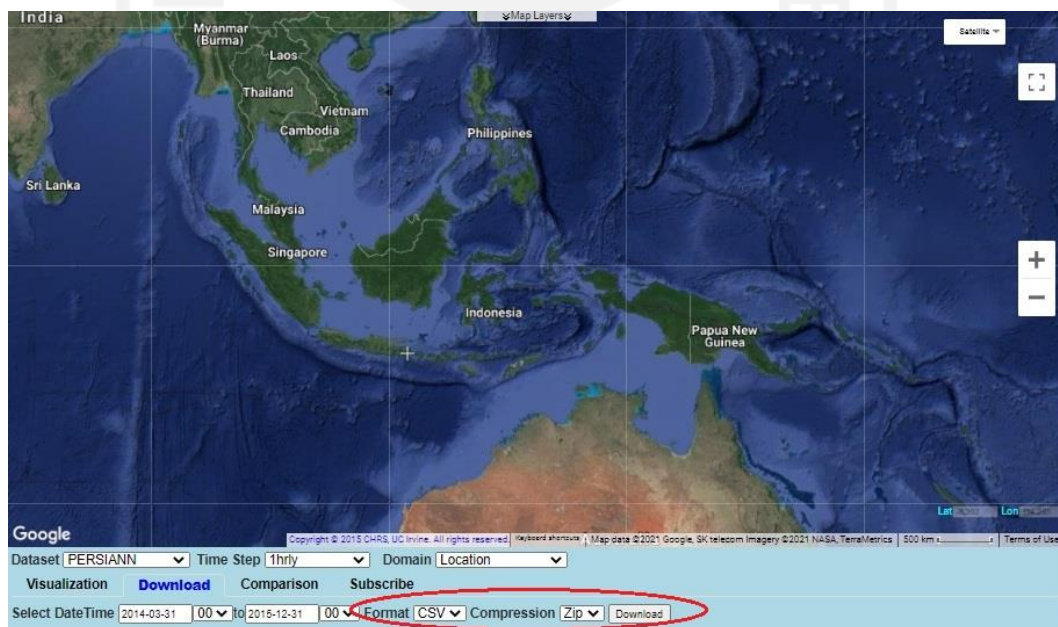 India
Map Layers
Satellite
Myanmar
(Burma)
Laos
Thailand
Vietnam
Cambodia
Philippines
Sri Lanka
Malaysia
Singapore
Indonesia
Papua New
Guinea
Lat Lon
Google
Copyright © 2015 CHRS, UC Irvine. All rights reserved. Keyboard shortcuts Map data ©2021 Google, SK telecom Imagery ©2021 NASA, TerraMetrics 500 km Terms of Use
Dataset PERSIANN Time Step 1hrly Domain Location
Visualization Download Comparison Subscribe
Select DateTime 2014-03-31 00 to 2015-12-31 00 Format CSV Compression Zip Download